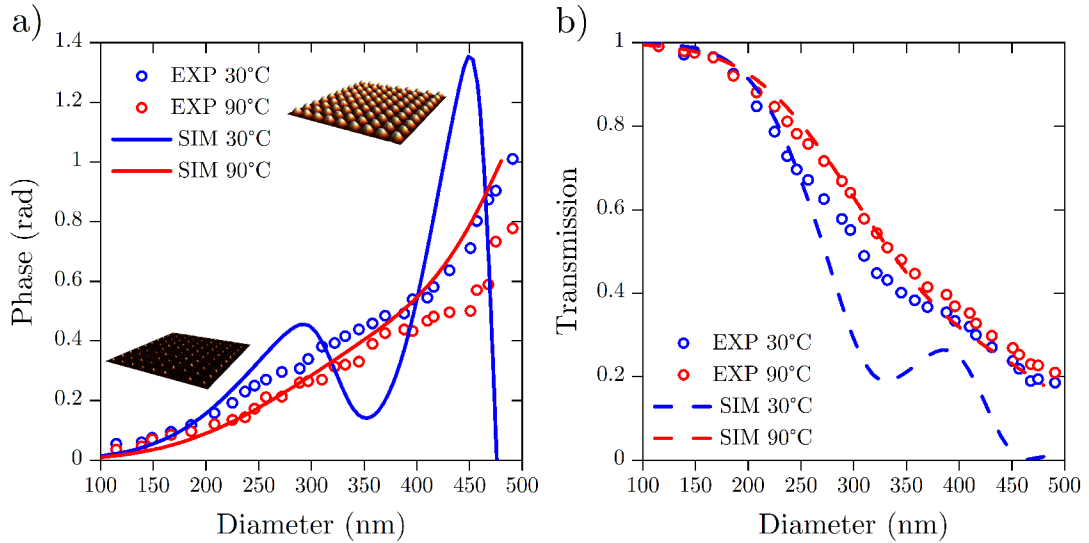 a)
1.4
1.2
1
0.8
0.6
0.4
0.2
0
Phase (rad)
EXP 30°C
EXP 90°C
SIM 30°C
SIM 90°C
100 150 200 250 300 350 400 450 500
Diameter (nm)
b)
1
0.8
0.6
0.4
0.2
0
Transmission
EXP 30°C
EXP 90°C
SIM 30°C
SIM 90°C
100 150 200 250 300 350 400 450 500
Diameter (nm)